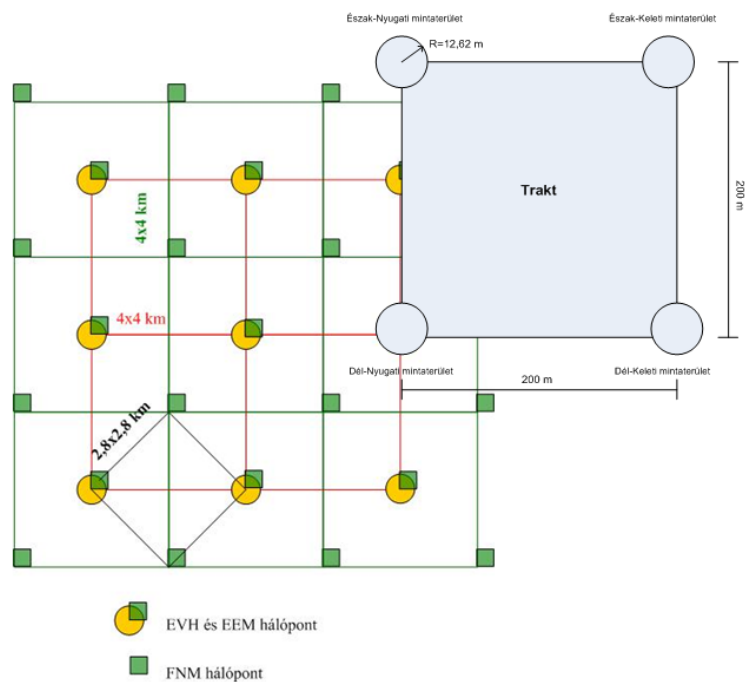 Észak-Nyugati mintaterület
Észak-Keleti mintaterület
R=12,62 m
Trakt
200 m
4x4 km
4x4 km
Dél-Nyugati mintaterület
Dél-Keleti mintaterület
200 m
2,8x2,8 km
EVH és EEM hálópont
FNM hálópont